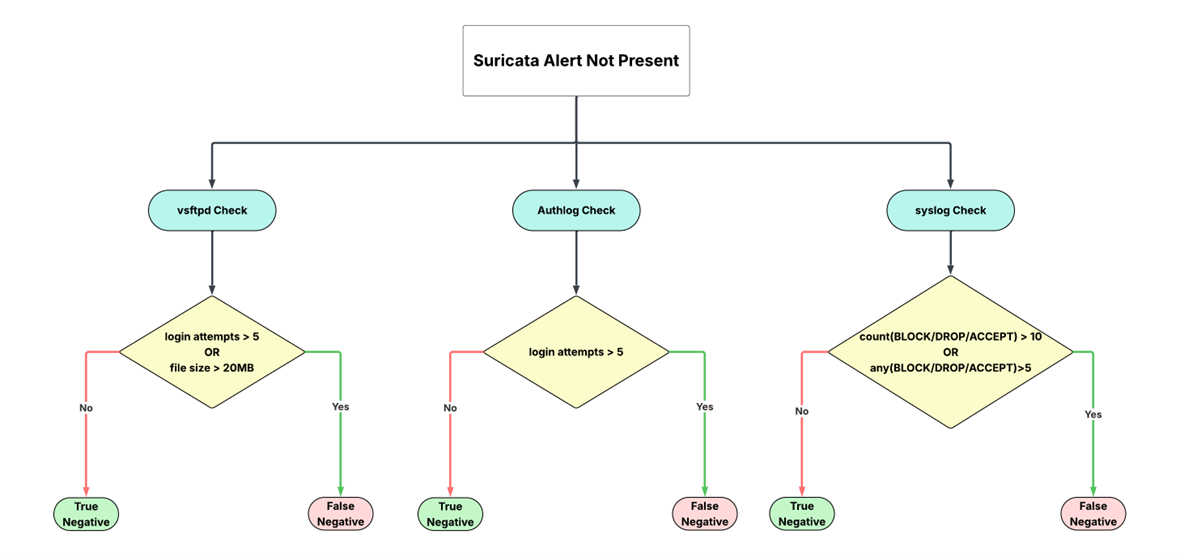 Suricata Alert Not Present
vsftpd Check
Authlog Check
syslog Check
login attempts > 5
OR
file size > 20MB
login attempts > 5
count(BLOCK/DROP/ACCEPT) > 10
OR
any(BLOCK/DROP/ACCEPT)>5
No
Yes
No
Yes
No
Yes
True
Negative
False
Negative
True
Negative
False
Negative
True
Negative
False
Negative